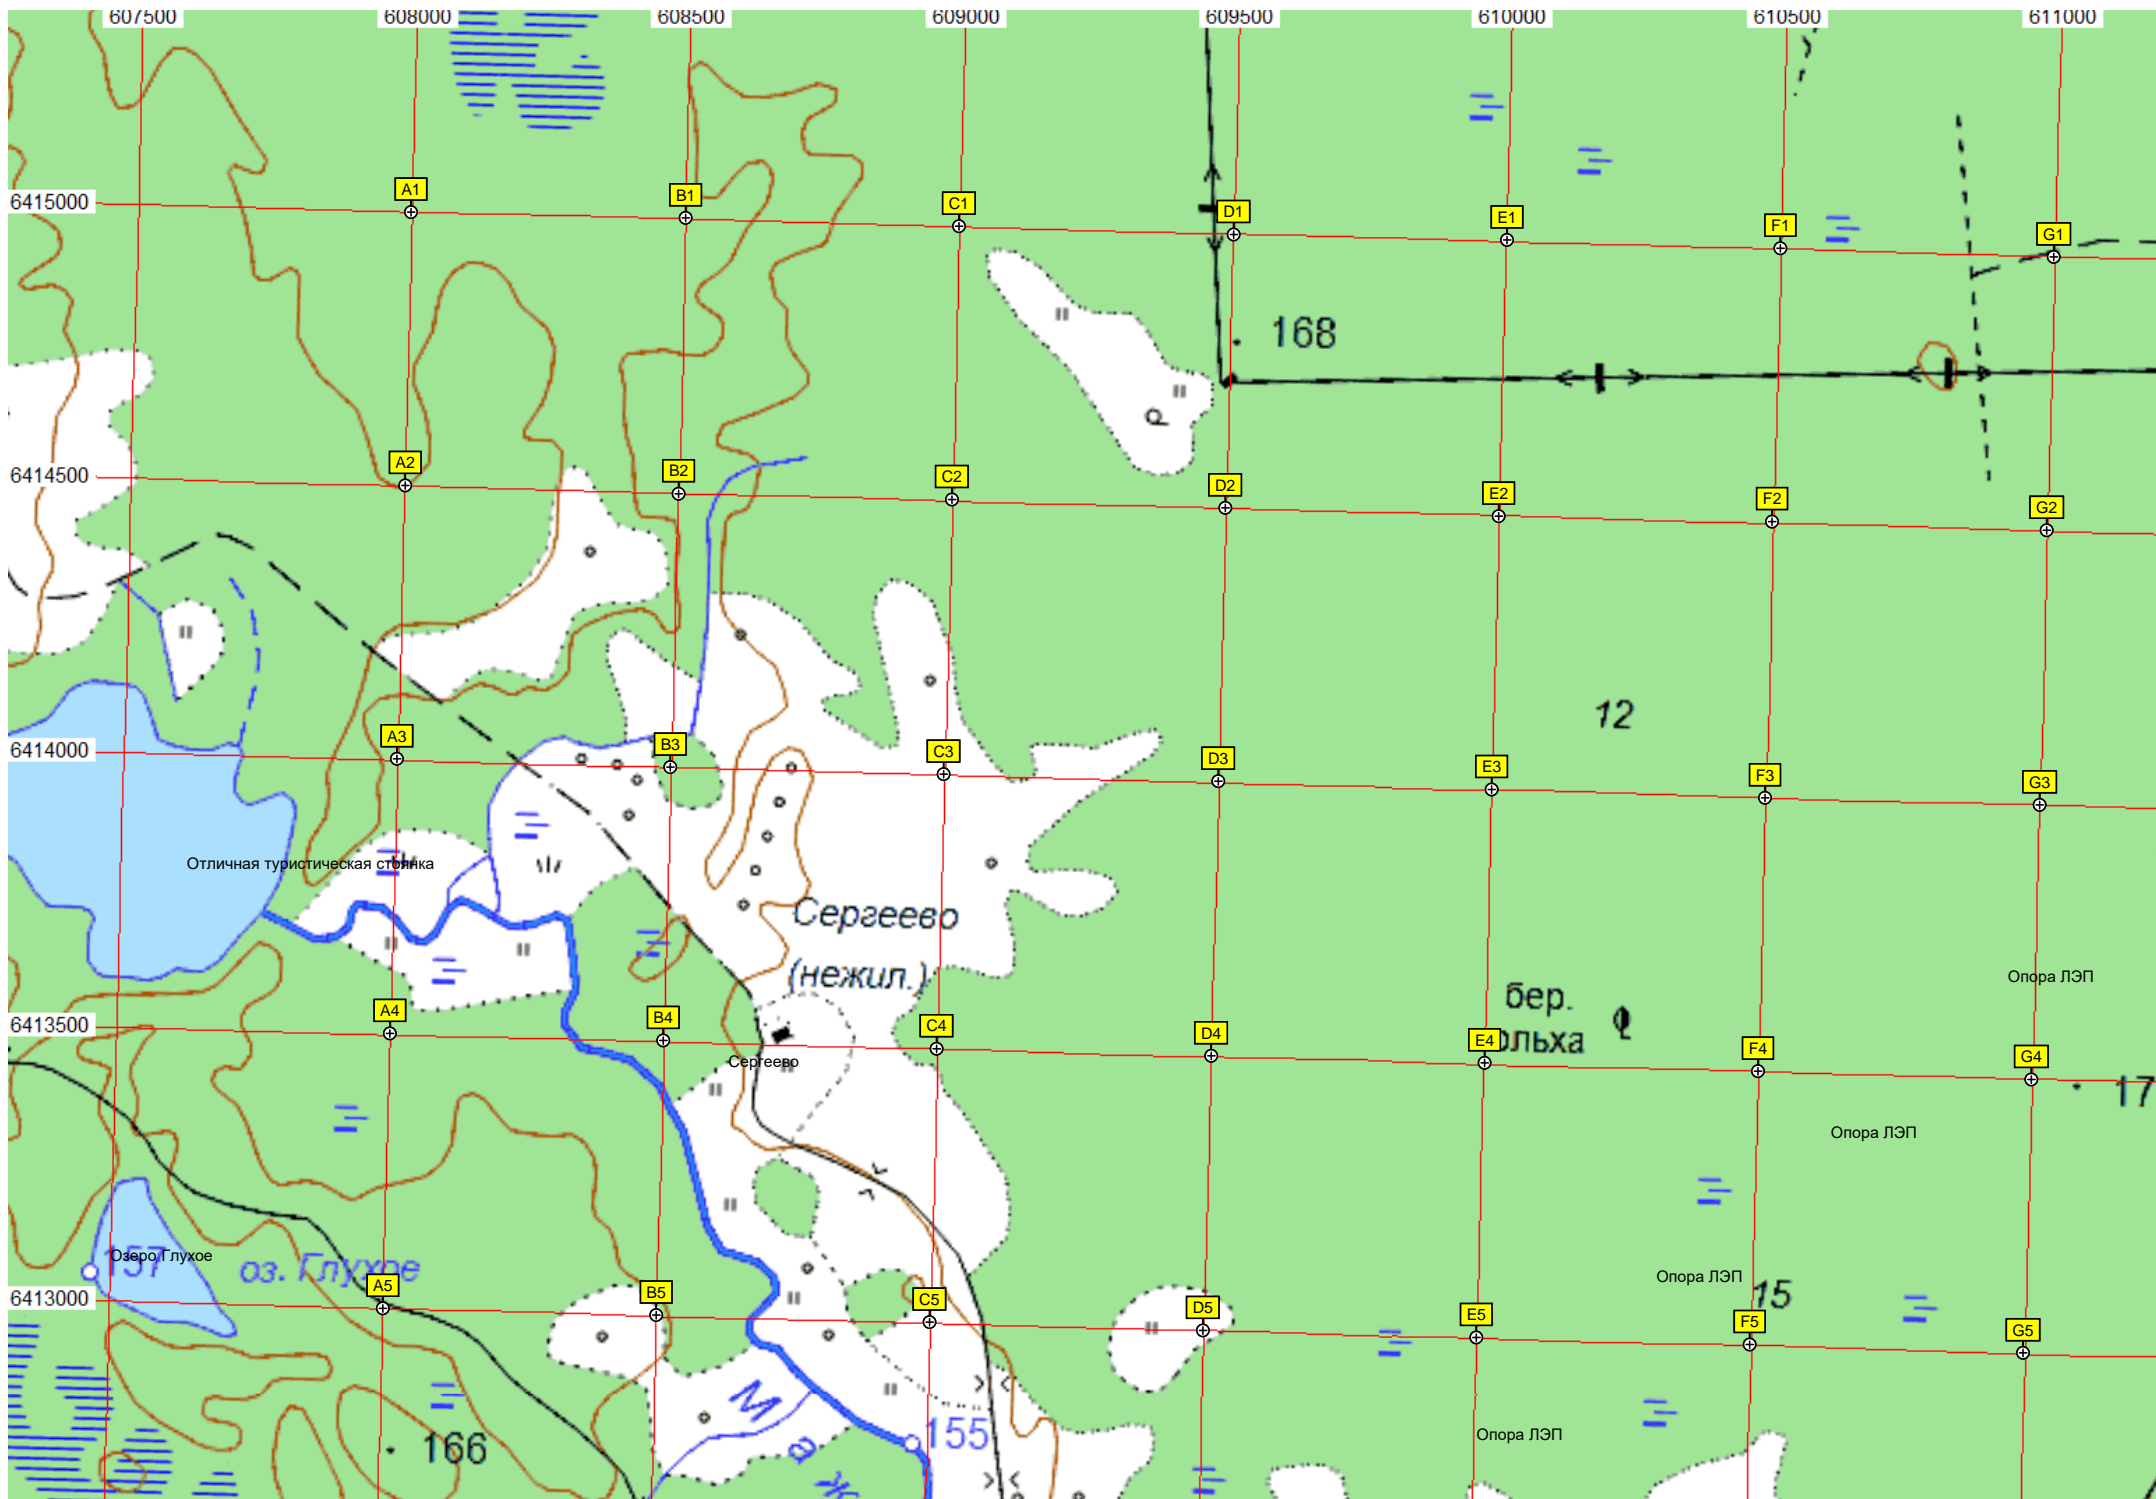 607500 608000 608500 609000 609500 610000 610500 611000
6415000 A1 B1 C1 D1 E1 F1 G1
168
6414500 A2 B2 C2 D2 E2 F2 G2
12
6414000 A3 B3 C3 D3 E3 F3 G3
Отличная туристическая стоянка
Сергеево
(нежил.)
Опора ЛЭП
бер.
6413500 A4 B4 C4 D4 E4 F4 G4
ольха
Сергеево
17
Опора ЛЭП
157 Озеро Глухое
оз. Глухое
Опора ЛЭП
15
6413000 A5 B5 C5 D5 E5 F5 G5
М
а
ж
155
166
Опора ЛЭП
р